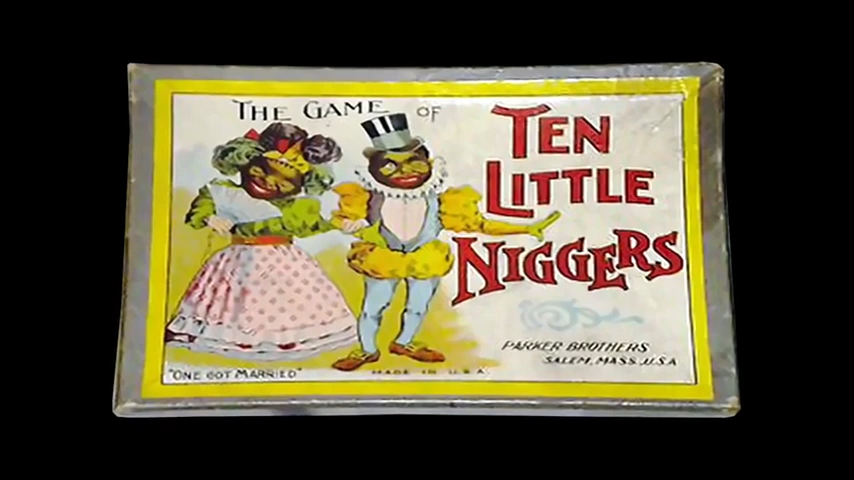 THE GAME OF
TEN
LITTLE
NIGGERS
PARKER BROTHERS
SALEM, MASS. U.S.A
"ONE GOT MARRIED"
MADE IN U.S.A.